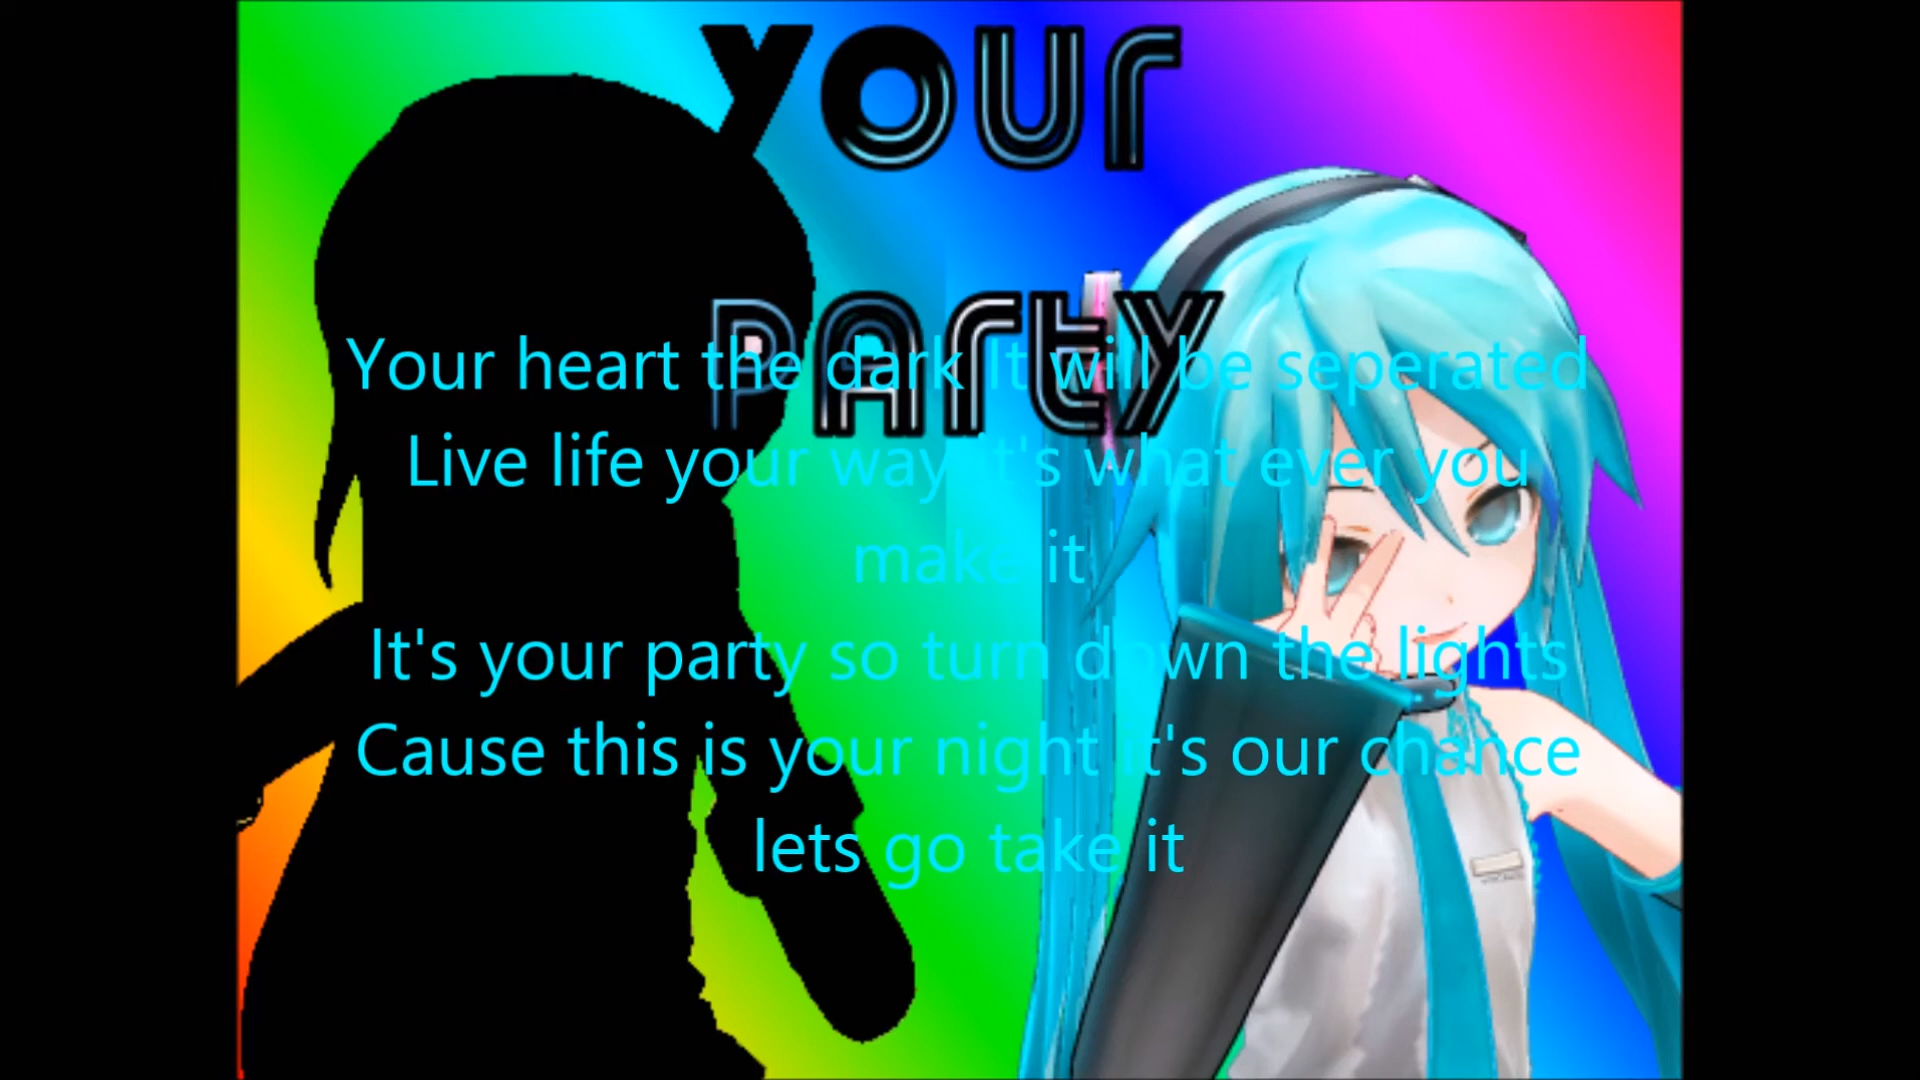 Your
Party
Your heart the dark It will be seperated
Live life your way it's what ever you
make it
It's your party so turn down the lights
Cause this is your night it's our chance
lets go take it